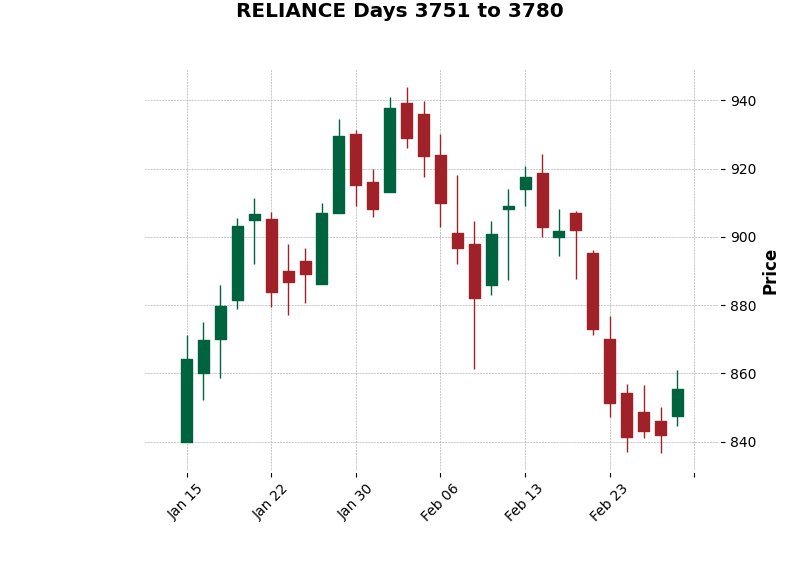 RELIANCE Days 3751 to 3780
940
920
900
880
860
840
Price
Jan 15
Jan 22
Jan 30
Feb 06
Feb 13
Feb 23